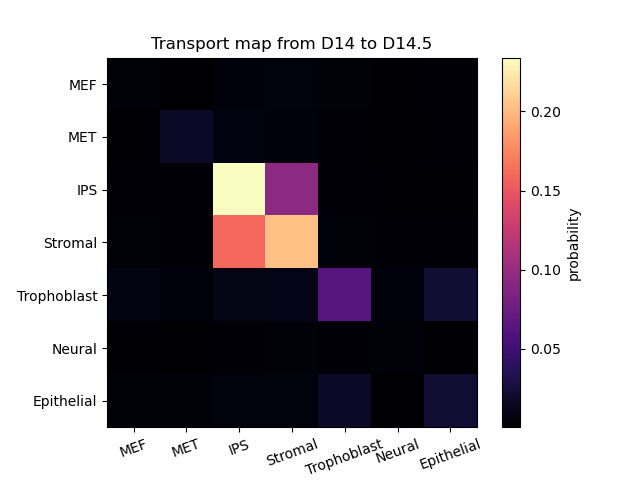 Transport map from D14 to D14.5
MEF
MET
IPS
Stromal
Trophoblast
Neural
Epithelial
MEF
MET
IPS
Stromal
Trophoblast
Neural
Epithelial
0.20
0.15
0.10
0.05
probability